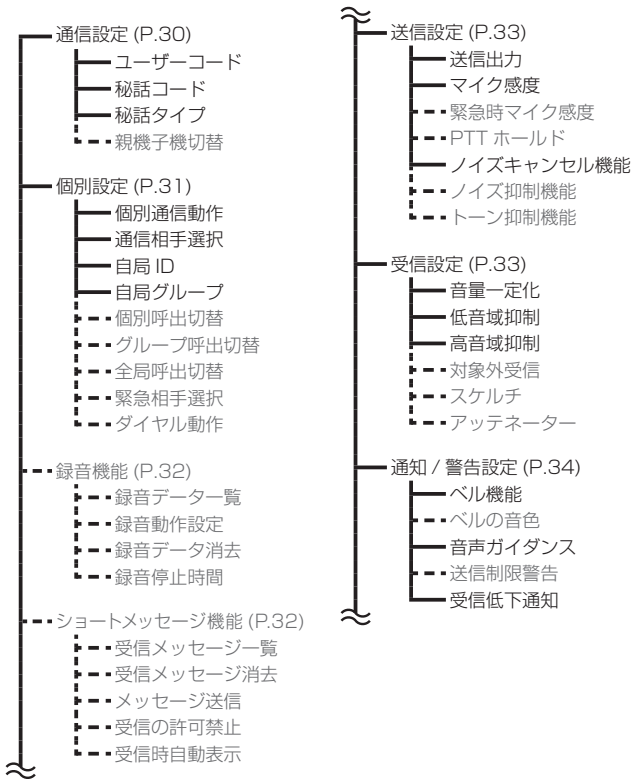 通信設定 (P.30)
ユーザーコード
秘話コード
秘話タイプ
親機子機切替
個別設定 (P.31)
個別通信動作
通信相手選択
自局 ID
自局グループ
個別呼出切替
グループ呼出切替
全局呼出切替
緊急相手選択
ダイヤル動作
録音機能 (P.32)
録音データ一覧
録音動作設定
録音データ消去
録音停止時間
ショートメッセージ機能 (P.32)
受信メッセージ一覧
受信メッセージ消去
メッセージ送信
受信の許可禁止
受信時自動表示
送信設定 (P.33)
送信出力
マイク感度
緊急時マイク感度
PTT ホールド
ノイズキャンセル機能
ノイズ抑制機能
トーン抑制機能
受信設定 (P.33)
音量一定化
低音域抑制
高音域抑制
対象外受信
スケルチ
アッテネーター
通知 / 警告設定 (P.34)
ベル機能
ベルの音色
音声ガイダンス
送信制限警告
受信低下通知